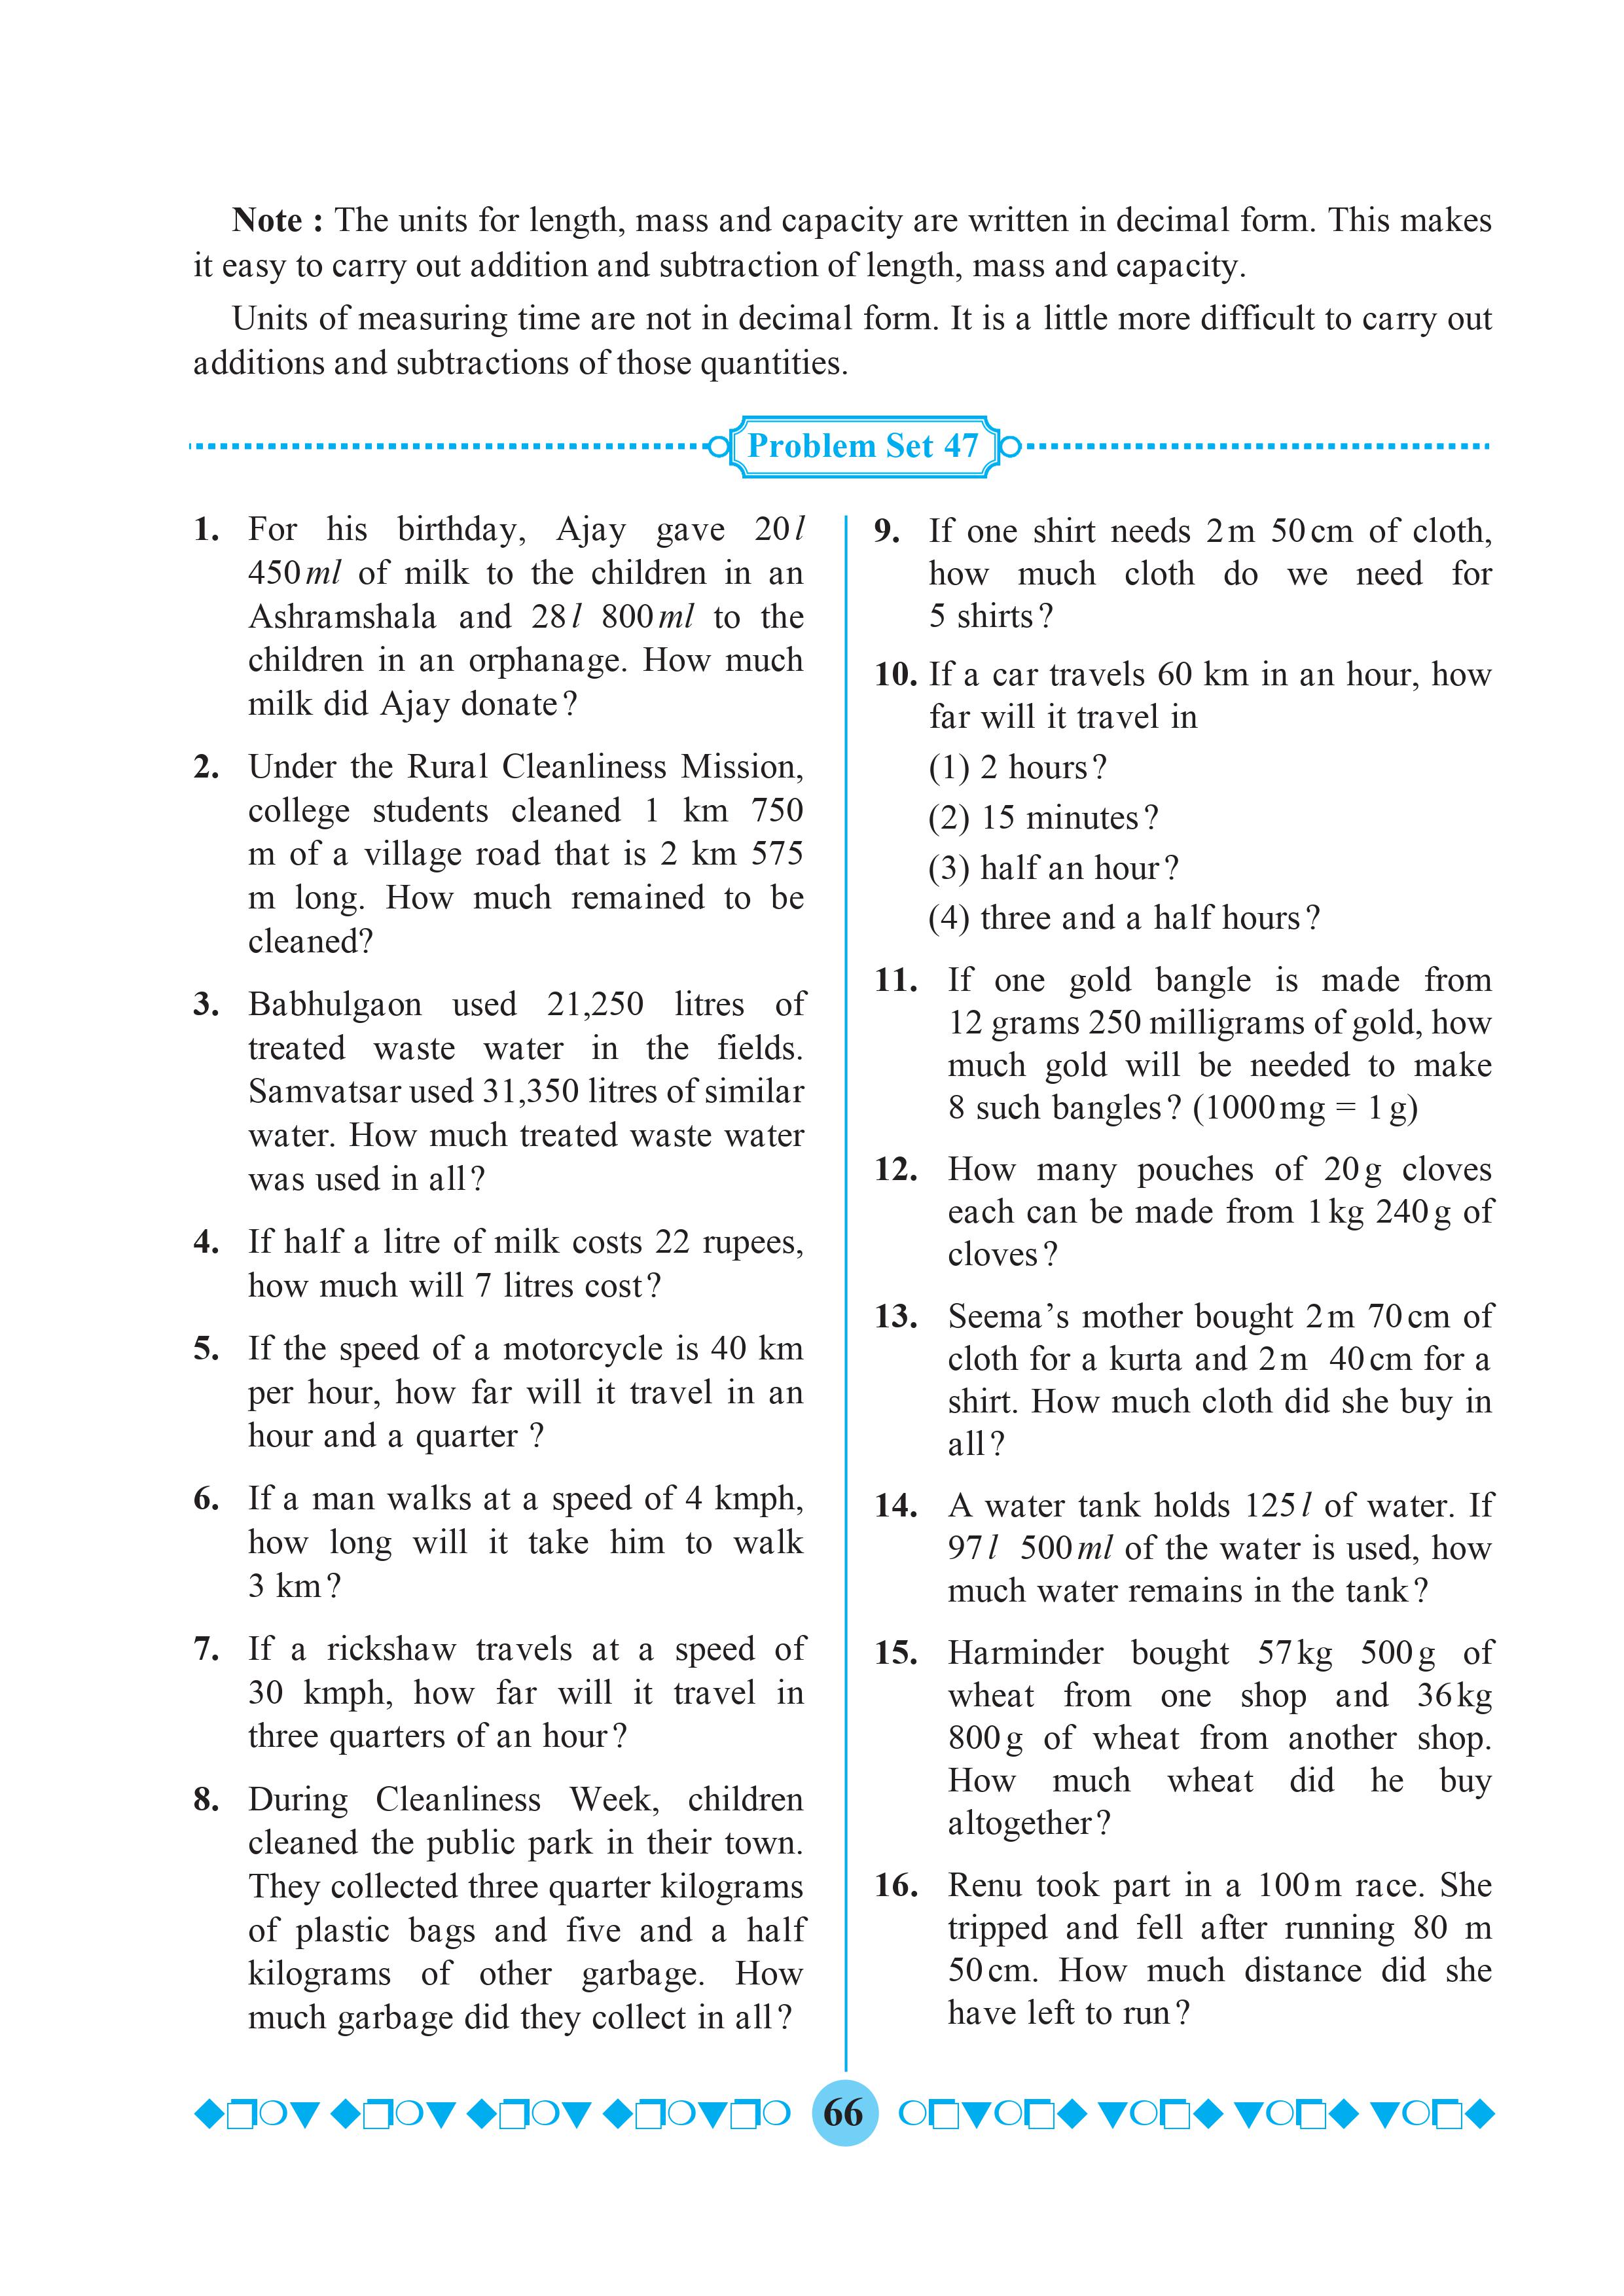 Note : The units for length, mass and capacity are written in decimal form. This makes
it easy to carry out addition and subtraction of length, mass and capacity.
Units of measuring time are not in decimal form. It is a little more difficult to carry out
additions and subtractions of those quantities.
Problem Set 47
1. For his birthday, Ajay gave 20 l
450 ml of milk to the children in an
Ashramshala and 28 l 800 ml to the
children in an orphanage. How much
milk did Ajay donate?
2. Under the Rural Cleanliness Mission,
college students cleaned 1 km 750
m of a village road that is 2 km 575
m long. How much remained to be
cleaned?
3. Babhulgaon used 21,250 litres of
treated waste water in the fields.
Samvatsar used 31,350 litres of similar
water. How much treated waste water
was used in all?
4. If half a litre of milk costs 22 rupees,
how much will 7 litres cost?
5. If the speed of a motorcycle is 40 km
per hour, how far will it travel in an
hour and a quarter ?
6. If a man walks at a speed of 4 kmph,
how long will it take him to walk
3 km?
7. If a rickshaw travels at a speed of
30 kmph, how far will it travel in
three quarters of an hour?
8. During Cleanliness Week, children
cleaned the public park in their town.
They collected three quarter kilograms
of plastic bags and five and a half
kilograms of other garbage. How
much garbage did they collect in all?
9. If one shirt needs 2 m 50 cm of cloth,
how much cloth do we need for
5 shirts?
10. If a car travels 60 km in an hour, how
far will it travel in
(1) 2 hours?
(2) 15 minutes?
(3) half an hour?
(4) three and a half hours?
11. If one gold bangle is made from
12 grams 250 milligrams of gold, how
much gold will be needed to make
8 such bangles? (1000 mg = 1 g)
12. How many pouches of 20 g cloves
each can be made from 1 kg 240 g of
cloves?
13. Seema's mother bought 2 m 70 cm of
cloth for a kurta and 2 m 40 cm for a
shirt. How much cloth did she buy in
all?
14. A water tank holds 125 l of water. If
97 l 500 ml of the water is used, how
much water remains in the tank?
15. Harminder bought 57 kg 500 g of
wheat from one shop and 36 kg
800 g of wheat from another shop.
How much wheat did he buy
altogether?
16. Renu took part in a 100 m race. She
tripped and fell after running 80 m
50 cm. How much distance did she
have left to run?
66